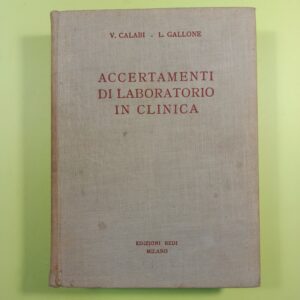 V. CALABI - L. GALLONE
ACCERTAMENTI
DI LABORATORIO
IN CLINICA
EDIZIONI REDI
MILANO